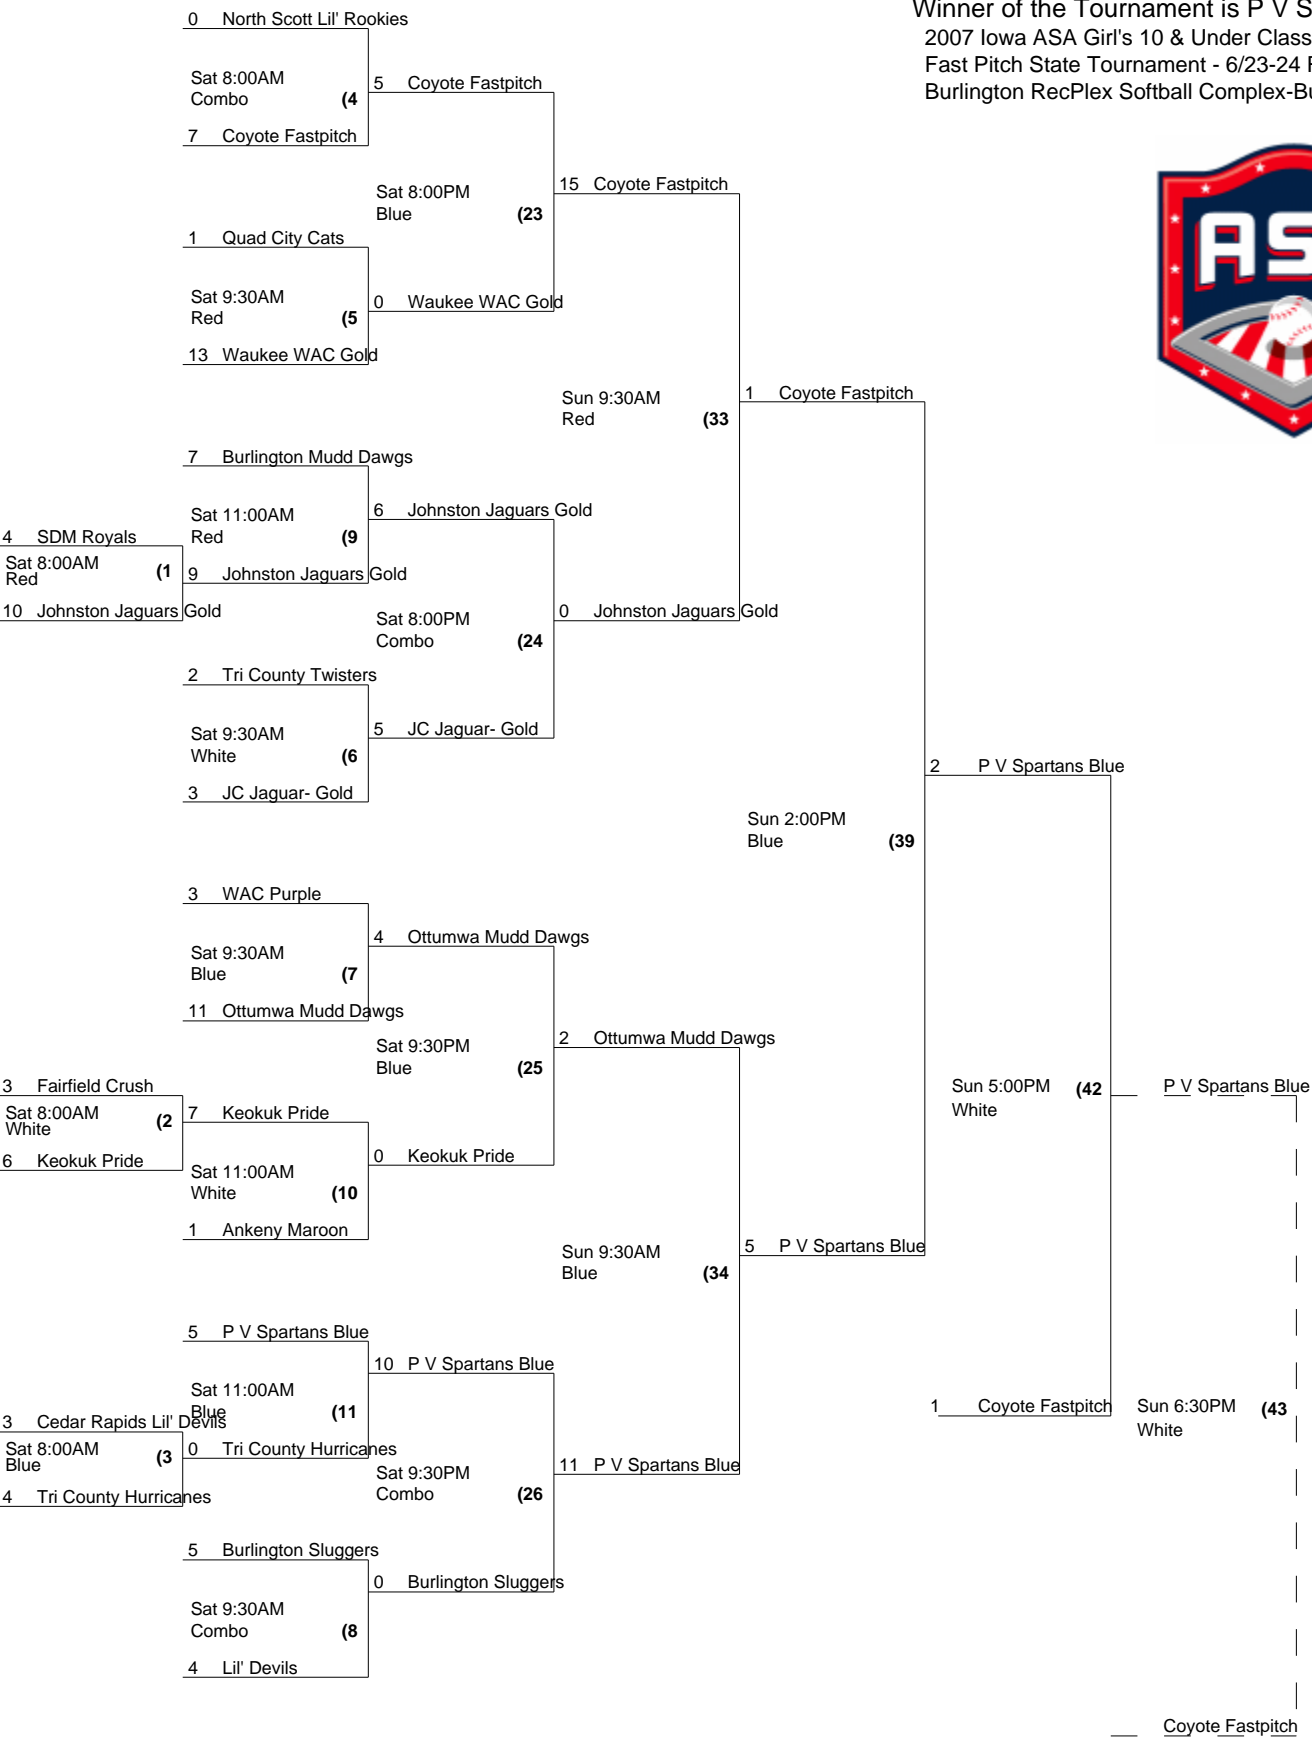 Winner of the Tournament is P V S
2007 Iowa ASA Girl's 10 & Under Class
Fast Pitch State Tournament - 6/23-24
Burlington RecPlex Softball Complex-Bu
AS
0 North Scott Lil' Rookies
Sat 8:00AM
Combo (4
7 Coyote Fastpitch
5 Coyote Fastpitch
Sat 8:00PM
Blue (23
1 Quad City Cats
Sat 9:30AM
Red (5
13 Waukee WAC Gold
0 Waukee WAC Gold
15 Coyote Fastpitch
Sun 9:30AM
Red (33
1 Coyote Fastpitch
7 Burlington Mudd Dawgs
Sat 11:00AM
Red (9
6 Johnston Jaguars Gold
4 SDM Royals
Sat 8:00AM
Red (1
10 Johnston Jaguars Gold
9 Johnston Jaguars Gold
Sat 8:00PM
Combo (24
0 Johnston Jaguars Gold
2 Tri County Twisters
Sat 9:30AM
White (6
3 JC Jaguar- Gold
5 JC Jaguar- Gold
2 P V Spartans Blue
Sun 2:00PM
Blue (39
3 WAC Purple
Sat 9:30AM
Blue (7
11 Ottumwa Mudd Dawgs
4 Ottumwa Mudd Dawgs
Sat 9:30PM
Blue (25
2 Ottumwa Mudd Dawgs
3 Fairfield Crush
Sat 8:00AM
White (2
6 Keokuk Pride
7 Keokuk Pride
Sat 11:00AM
White (10
1 Ankeny Maroon
0 Keokuk Pride
Sun 5:00PM (42
White
P V Spartans Blue
Sun 9:30AM
Blue (34
5 P V Spartans Blue
5 P V Spartans Blue
Sat 11:00AM
Blue (11
10 P V Spartans Blue
3 Cedar Rapids Lil' Devils
Sat 8:00AM
Blue (3
4 Tri County Hurricanes
0 Tri County Hurricanes
Sat 9:30PM
Combo (26
11 P V Spartans Blue
1 Coyote Fastpitch
Sun 6:30PM (43
White
5 Burlington Sluggers
Sat 9:30AM
Combo (8
4 Lil' Devils
0 Burlington Sluggers
Coyote Fastpitch